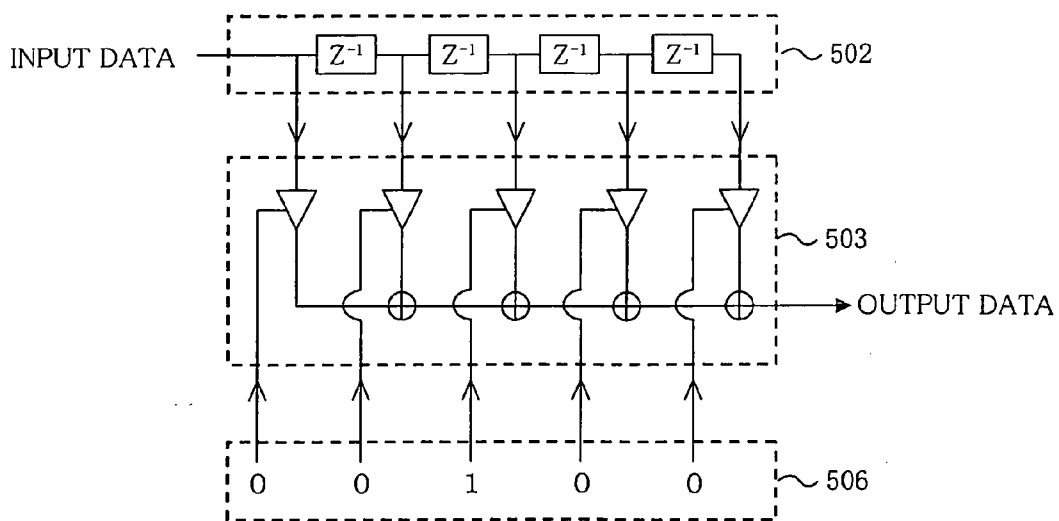 INPUT DATA
Z⁻¹ Z⁻¹ Z⁻¹ Z⁻¹
502
503
OUTPUT DATA
0 0 1 0 0
506